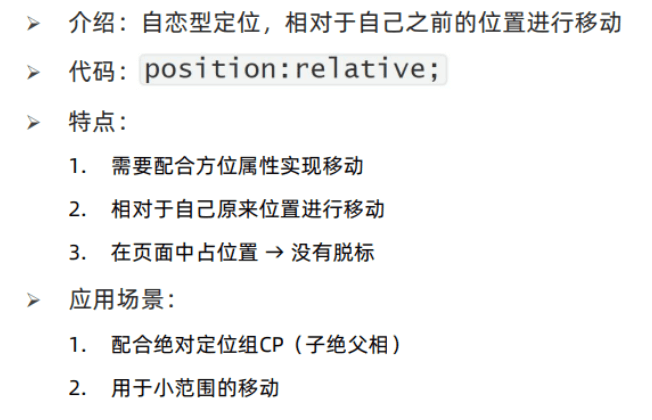 ➢ 介绍：自恋型定位，相对于自己之前的位置进行移动
➢ 代码：position:relative;
➢ 特点：
1. 需要配合方位属性实现移动
2. 相对于自己原来位置进行移动
3. 在页面中占位置 → 没有脱标
➢ 应用场景：
1. 配合绝对定位组CP（子绝父相）
2. 用于小范围的移动